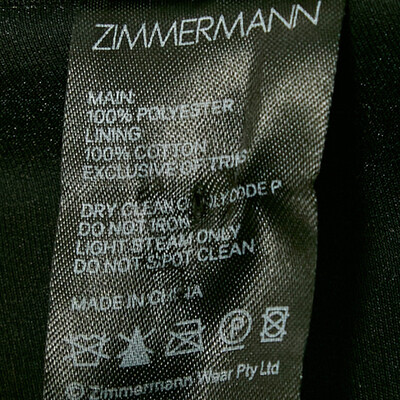 ZIMMERMANN
MAIN:
100% POLYESTER
LINING
100% COTTON
EXCLUSIVE OF TRIM
DRY CLEAN ONLY CODE P
DO NOT IRON
LIGHT STEAM ONLY
DO NOT SPOT CLEAN
MADE IN CHINA
P
© Zimmermann Wear Pty Ltd